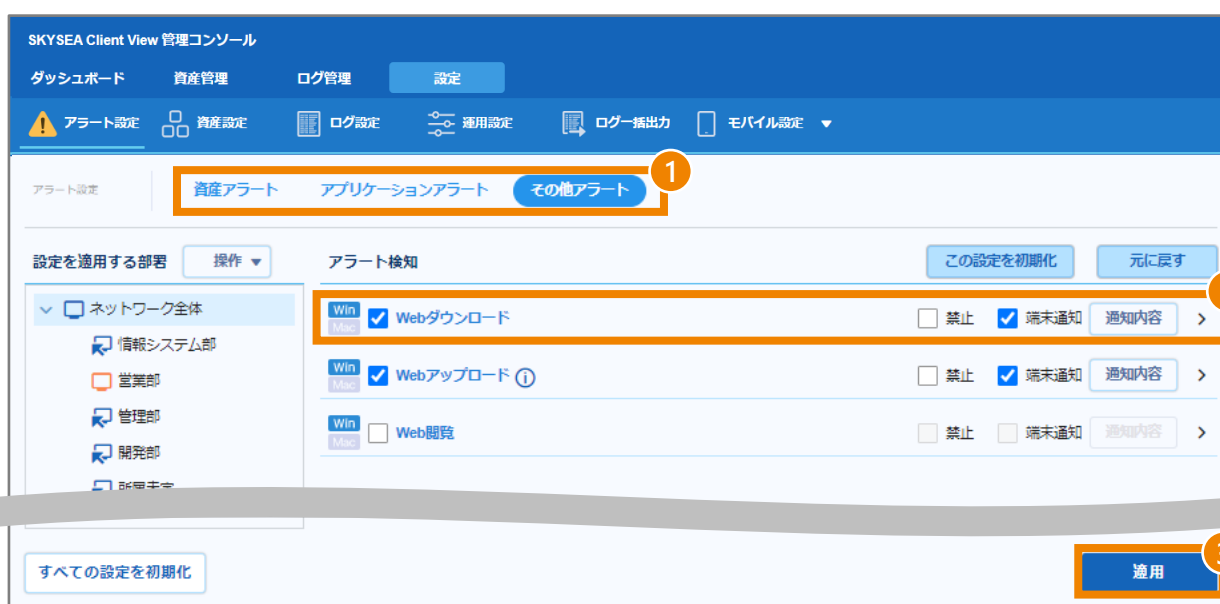 SKYSEA Client View 管理コンソール
ダッシュボード 資産管理 ログ管理 設定
アラート設定 資産設定 ログ設定 運用設定 ログ一括出力 モバイル設定 ▼
1
アラート設定 資産アラート アプリケーションアラート その他アラート
設定を適用する部署 操作 ▼ アラート検知 この設定を初期化 元に戻す
ネットワーク全体
情報システム部
営業部
管理部
開発部
Win Mac Webダウンロード 禁止 端末通知 通知内容 >
Win Mac Webアップロード i 禁止 端末通知 通知内容 >
Win Mac Web閲覧 禁止 端末通知 通知内容 >
すべての設定を初期化 適用